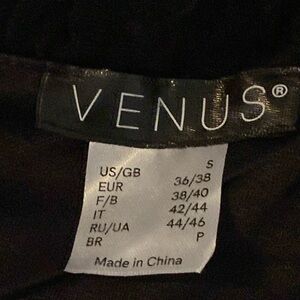 VENUS®
US/GB S
EUR 36/38
F/B 38/40
IT 42/44
RU/UA 44/46
BR P
Made in China